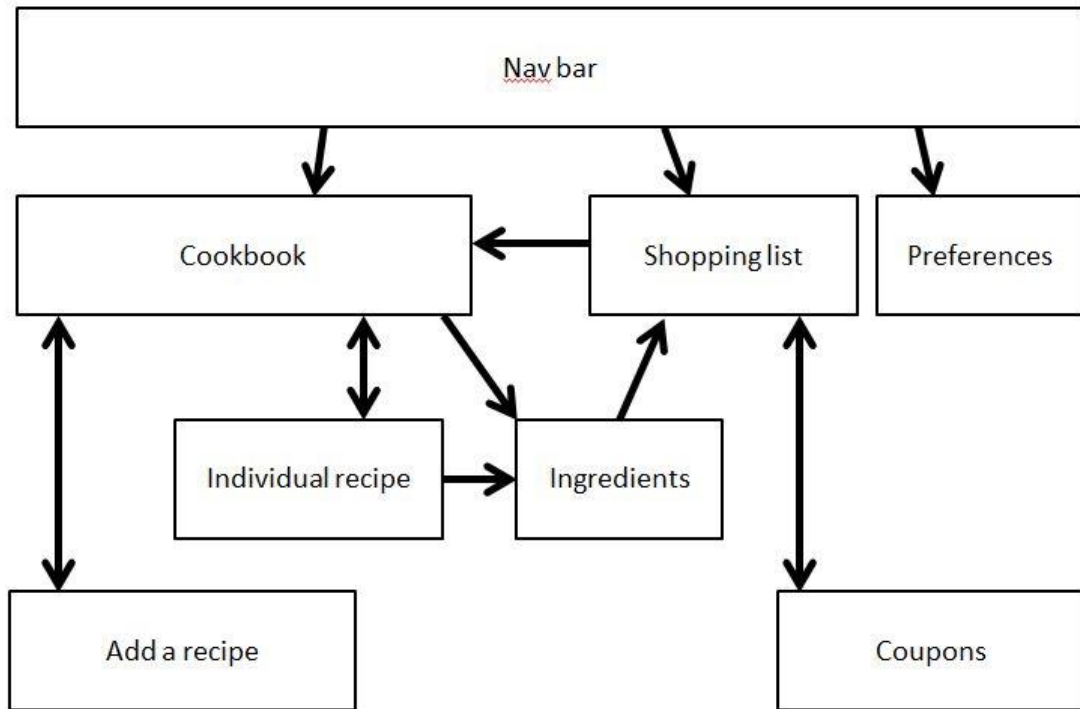 Nav bar
Cookbook
Shopping list
Preferences
Individual recipe
Ingredients
Add a recipe
Coupons